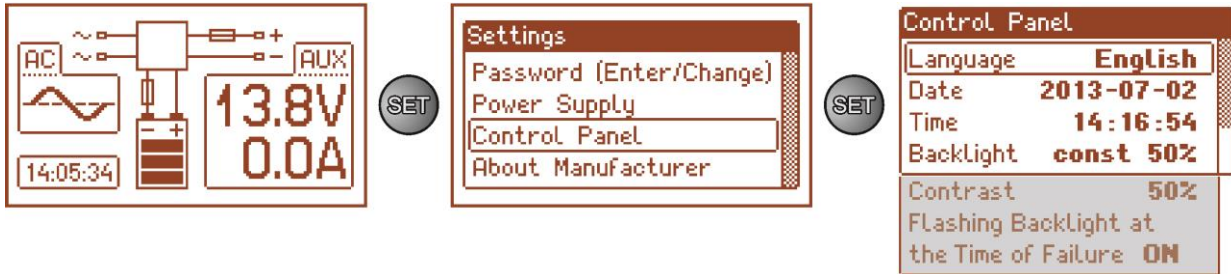 AC
AUX
13.8V
0.0A
14:05:34
- +
+
-
SET
Settings
Password (Enter/Change)
Power Supply
Control Panel
About Manufacturer
SET
Control Panel
Language English
Date 2013-07-02
Time 14:16:54
Backlight const 50%
Contrast 50%
Flashing Backlight at
the Time of Failure ON